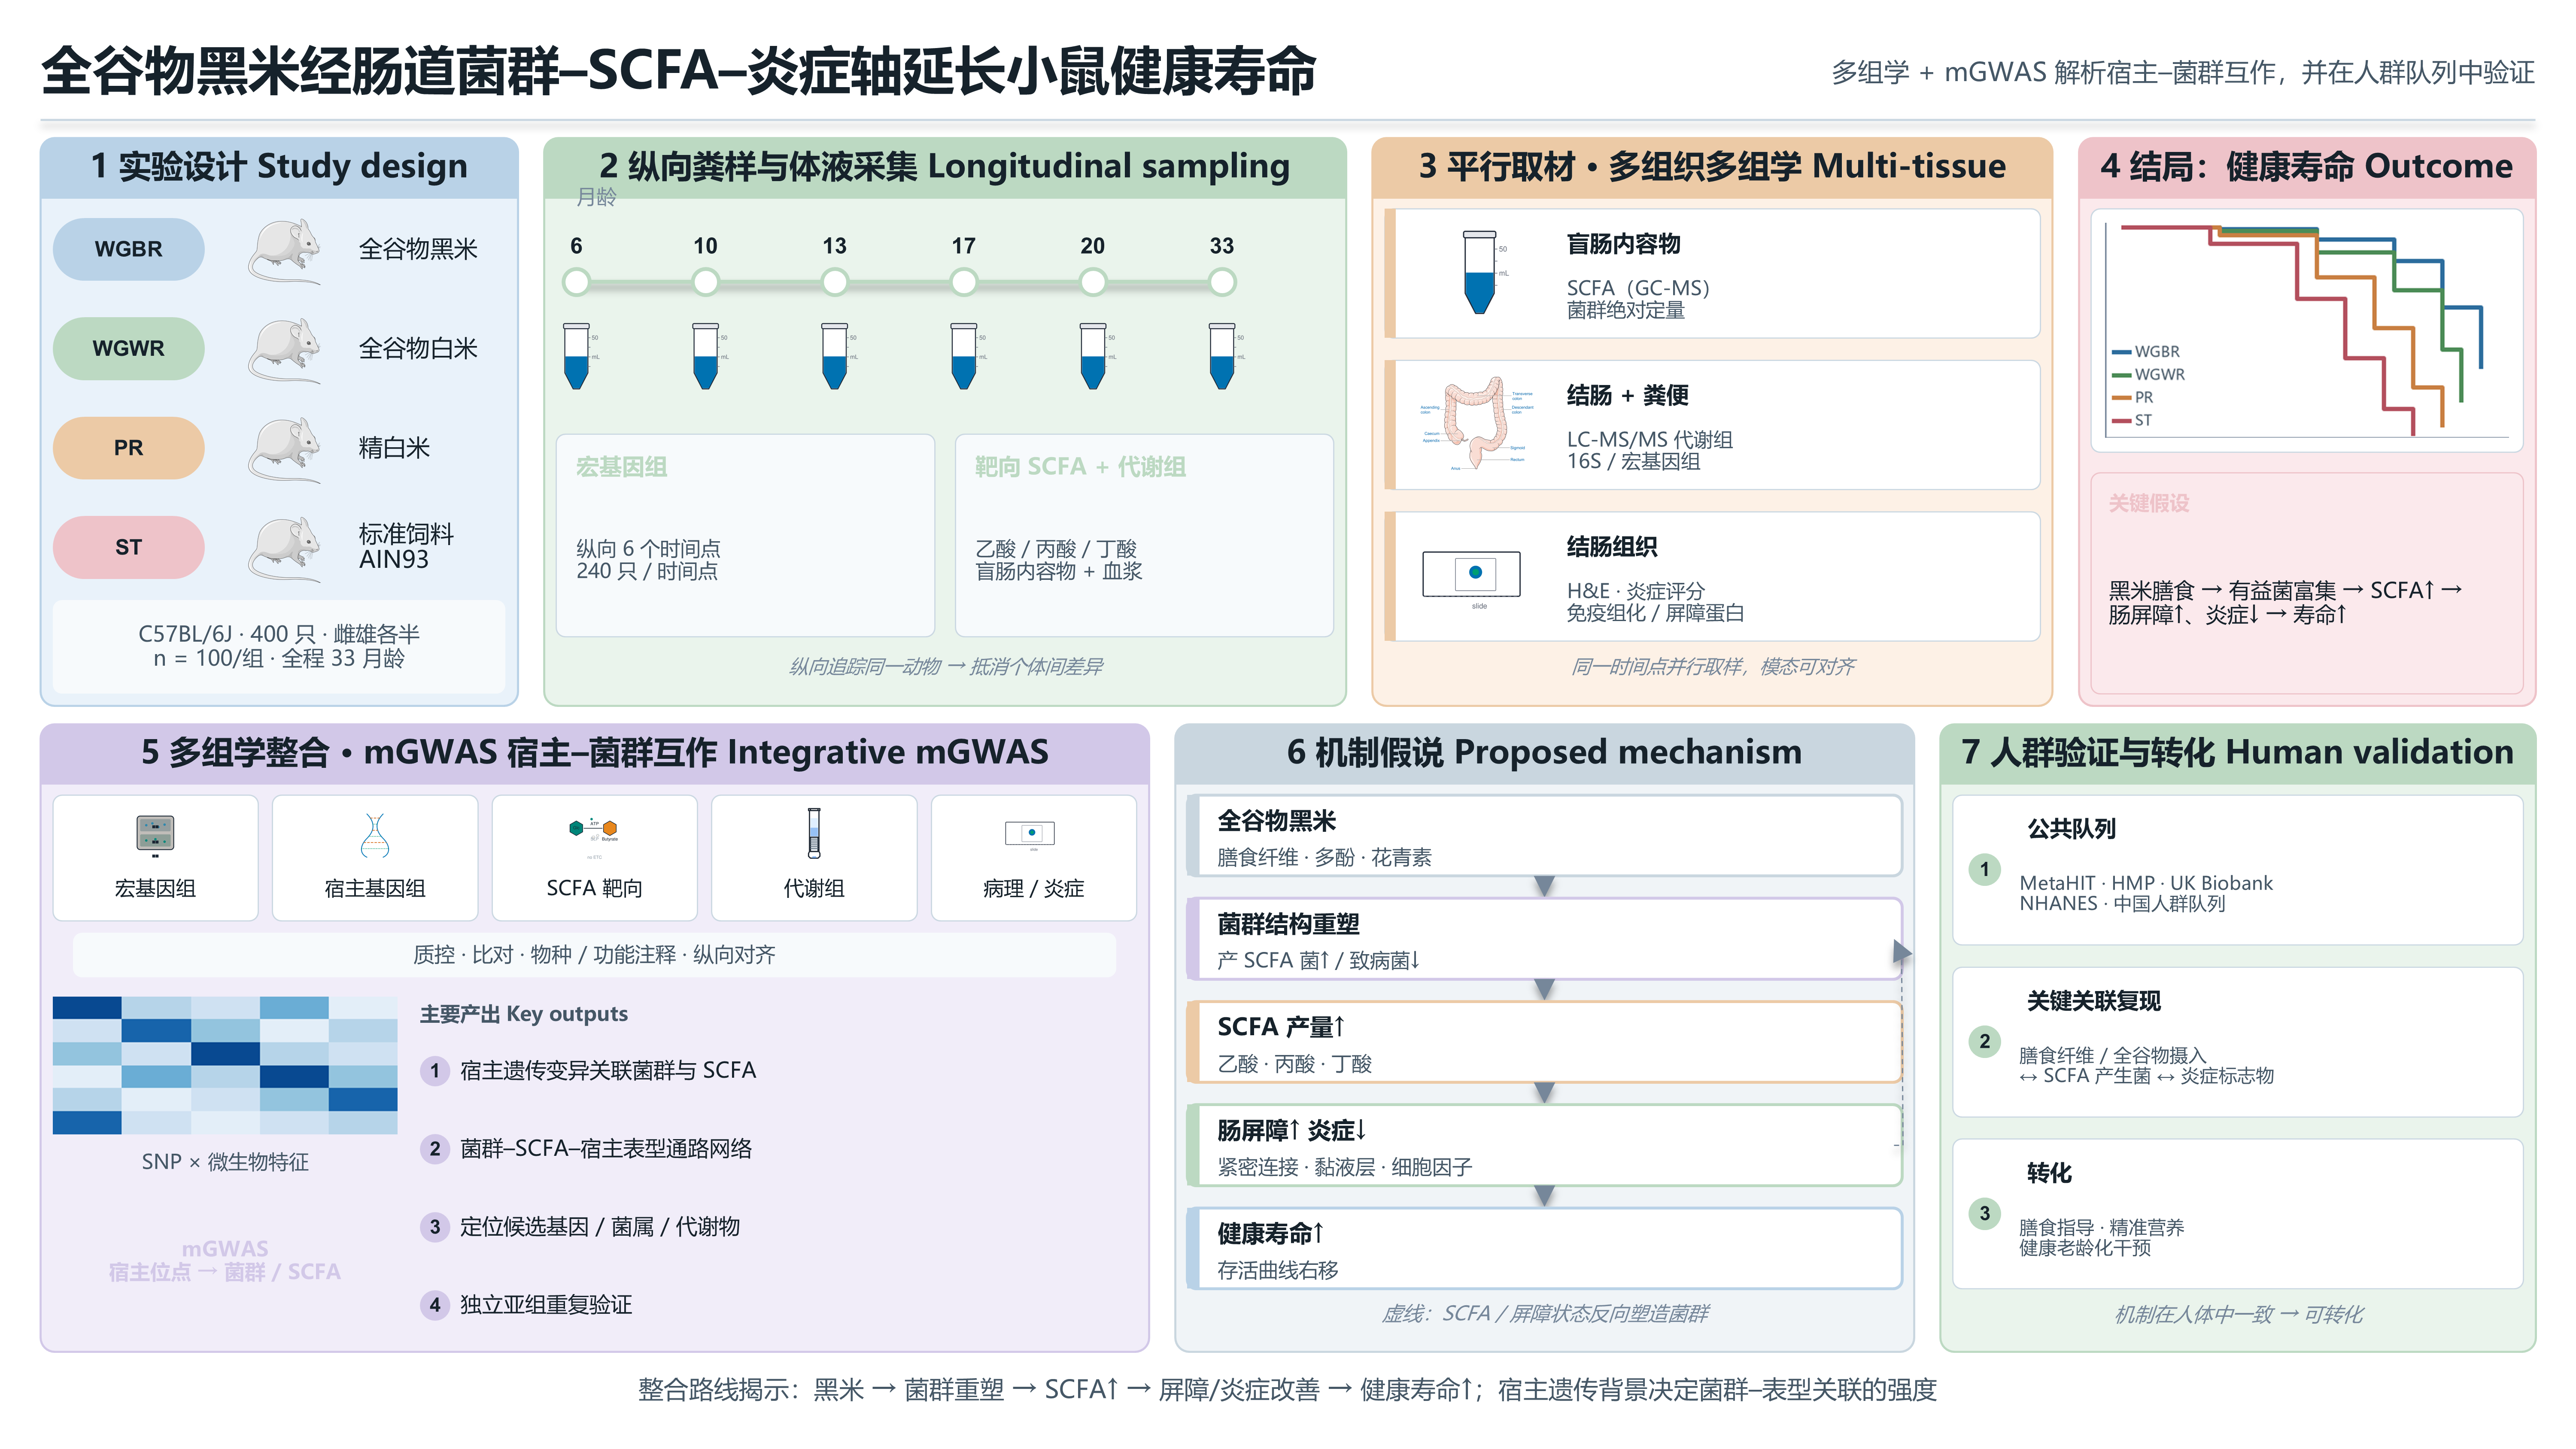 全谷物黑米经肠道菌群–SCFA–炎症轴延长小鼠健康寿命
多组学 + mGWAS 解析宿主–菌群互作，并在人群队列中验证
1 实验设计 Study design
WGBR
全谷物黑米
WGWR
全谷物白米
PR
精白米
ST
标准饲料
AIN93
C57BL/6J · 400 只 · 雌雄各半
n = 100/组 · 全程 33 月龄
2 纵向粪样与体液采集 Longitudinal sampling
月龄
6 10 13 17 20 33
50 50 50 50 50 50
mL mL mL mL mL mL
宏基因组
纵向 6 个时间点
240 只 / 时间点
靶向 SCFA + 代谢组
乙酸 / 丙酸 / 丁酸
盲肠内容物 + 血浆
纵向追踪同一动物 → 抵消个体间差异
3 平行取材 • 多组织多组学 Multi-tissue
50
mL
盲肠内容物
SCFA（GC-MS）
菌群绝对定量
Transverse
colon
Ascending
colon
Descendant
colon
Caecum
Appendix
Sigmoid
Rectum
Anus
结肠 + 粪便
LC-MS/MS 代谢组
16S / 宏基因组
slide
结肠组织
H&E · 炎症评分
免疫组化 / 屏障蛋白
同一时间点并行取样，模态可对齐
4 结局：健康寿命 Outcome
WGBR
WGWR
PR
ST
关键假设
黑米膳食 → 有益菌富集 → SCFA↑ →
肠屏障↑、炎症↓ → 寿命↑
5 多组学整合 • mGWAS 宿主–菌群互作 Integrative mGWAS
宏基因组
宿主基因组
ATP
Butyrate
SCFA 靶向
代谢组
slide
病理 / 炎症
质控 · 比对 · 物种 / 功能注释 · 纵向对齐
SNP × 微生物特征
mGWAS
宿主位点 → 菌群 / SCFA
主要产出 Key outputs
1 宿主遗传变异关联菌群与 SCFA
2 菌群–SCFA–宿主表型通路网络
3 定位候选基因 / 菌属 / 代谢物
4 独立亚组重复验证
6 机制假说 Proposed mechanism
全谷物黑米
膳食纤维 · 多酚 · 花青素
菌群结构重塑
产 SCFA 菌↑ / 致病菌↓
SCFA 产量↑
乙酸 · 丙酸 · 丁酸
肠屏障↑ 炎症↓
紧密连接 · 黏液层 · 细胞因子
健康寿命↑
存活曲线右移
虚线：SCFA / 屏障状态反向塑造菌群
7 人群验证与转化 Human validation
公共队列
1
MetaHIT · HMP · UK Biobank
NHANES · 中国人群队列
关键关联复现
2
膳食纤维 / 全谷物摄入
↔ SCFA 产生菌 ↔ 炎症标志物
转化
3
膳食指导 · 精准营养
健康老龄化干预
机制在人体中一致 → 可转化
整合路线揭示：黑米 → 菌群重塑 → SCFA↑ → 屏障/炎症改善 → 健康寿命↑；宿主遗传背景决定菌群–表型关联的强度